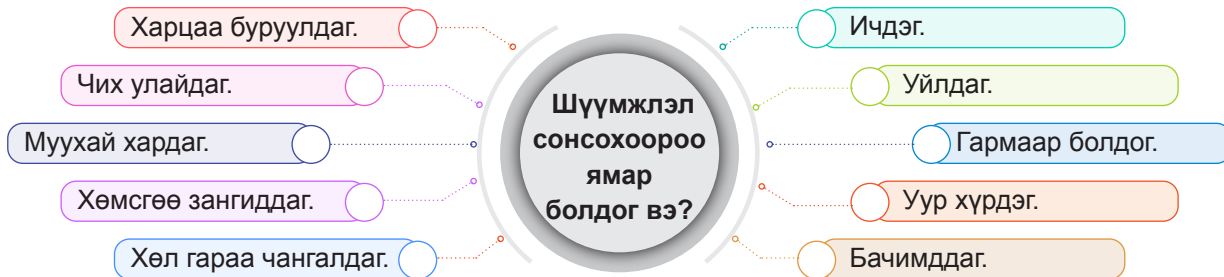 Харцаа буруулдаг.
Чих улайдаг.
Муухай хардаг.
Хөмсгөө зангиддаг.
Хөл гараа чангалдаг.
Шүүмжлэл
сонсохоороо
ямар
болдог вэ?
Ичдэг.
Уйлдаг.
Гармаар болдог.
Уур хүрдэг.
Бачимддаг.